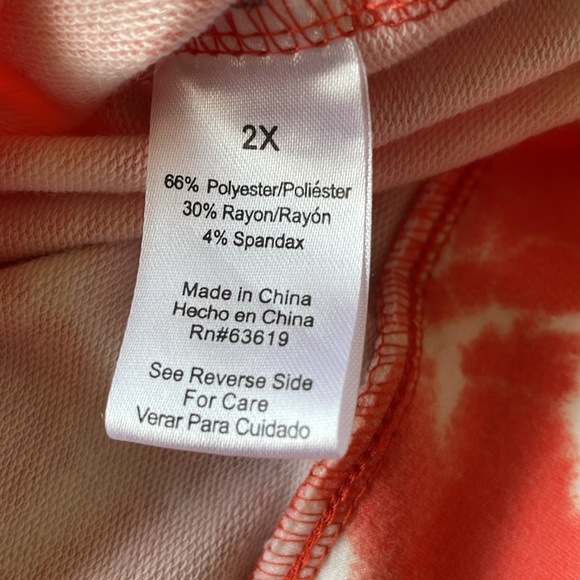 2X
66% Polyester/Poliéster
30% Rayon/Rayón
4% Spandax
Made in China
Hecho en China
Rn#63619
See Reverse Side
For Care
Verar Para Cuidado